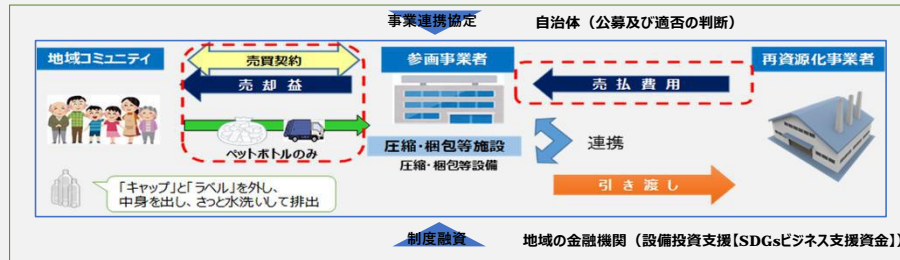 事業連携協定
自治体（公募及び適否の判断）
地域コミュニティ
売買契約
参画事業者
再資源化事業者
売却益
売払費用
ペットボトルのみ
圧縮・梱包等施設
圧縮・梱包等設備
連携
「キャップ」と「ラベル」を外し、
中身を出し、さっと水洗いして排出
引き渡し
制度融資
地域の金融機関（設備投資支援【SDGsビジネス支援資金】）